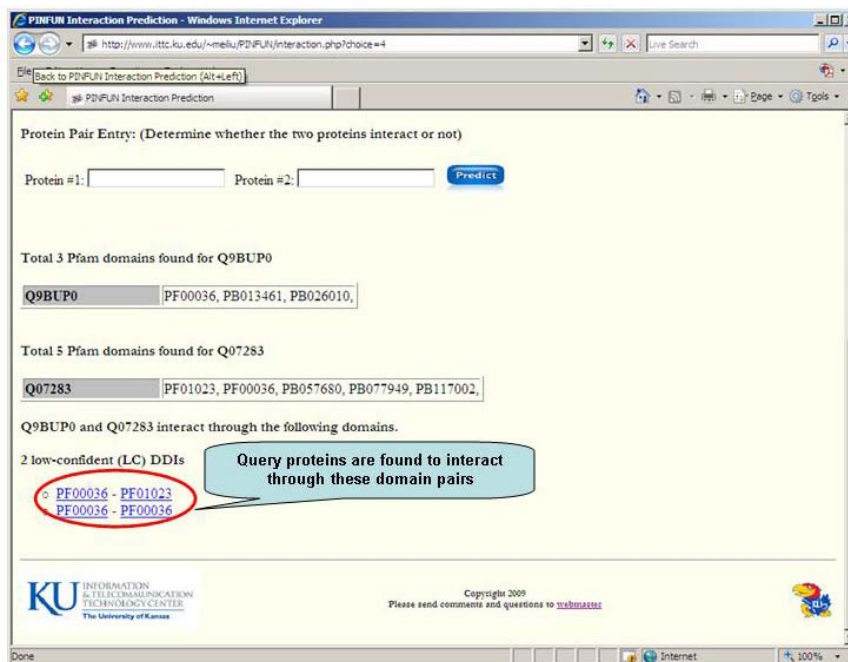 PINFUN Interaction Prediction - Windows Internet Explorer
http://www.ittc.ku.edu/~meiliu/PINFUN/interaction.php?choice=4
Live Search
File
Back to PINFUN Interaction Prediction (Alt+Left)
PINFUN Interaction Prediction
Page
Tools
Protein Pair Entry: (Determine whether the two proteins interact or not)
Protein #1:
Protein #2:
Predict
Total 3 Pfam domains found for Q9BUP0
Q9BUP0
PF00036, PB013461, PB026010,
Total 5 Pfam domains found for Q07283
Q07283
PF01023, PF00036, PB057680, PB077949, PB117002,
Q9BUP0 and Q07283 interact through the following domains.
2 low-confident (LC) DDIs
PF00036 - PF01023
PF00036 - PF00036
Query proteins are found to interact
through these domain pairs
KU
INFORMATION
& TELECOMMUNICATION
TECHNOLOGY CENTER
The University of Kansas
Copyright 2009
Please send comments and questions to webmaster
KU
Done
Internet
100%